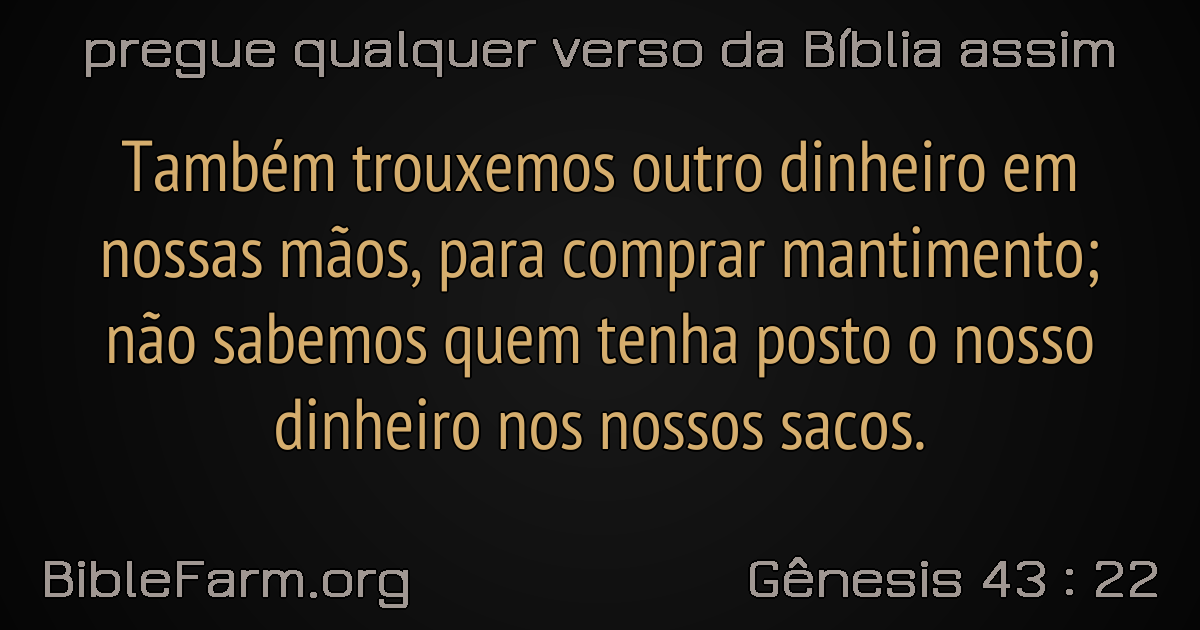 pregue qualquer verso da Bíblia assim
Também trouxemos outro dinheiro em
nossas mãos, para comprar mantimento;
não sabemos quem tenha posto o nosso
dinheiro nos nossos sacos.
BibleFarm.org
Gênesis 43 : 22